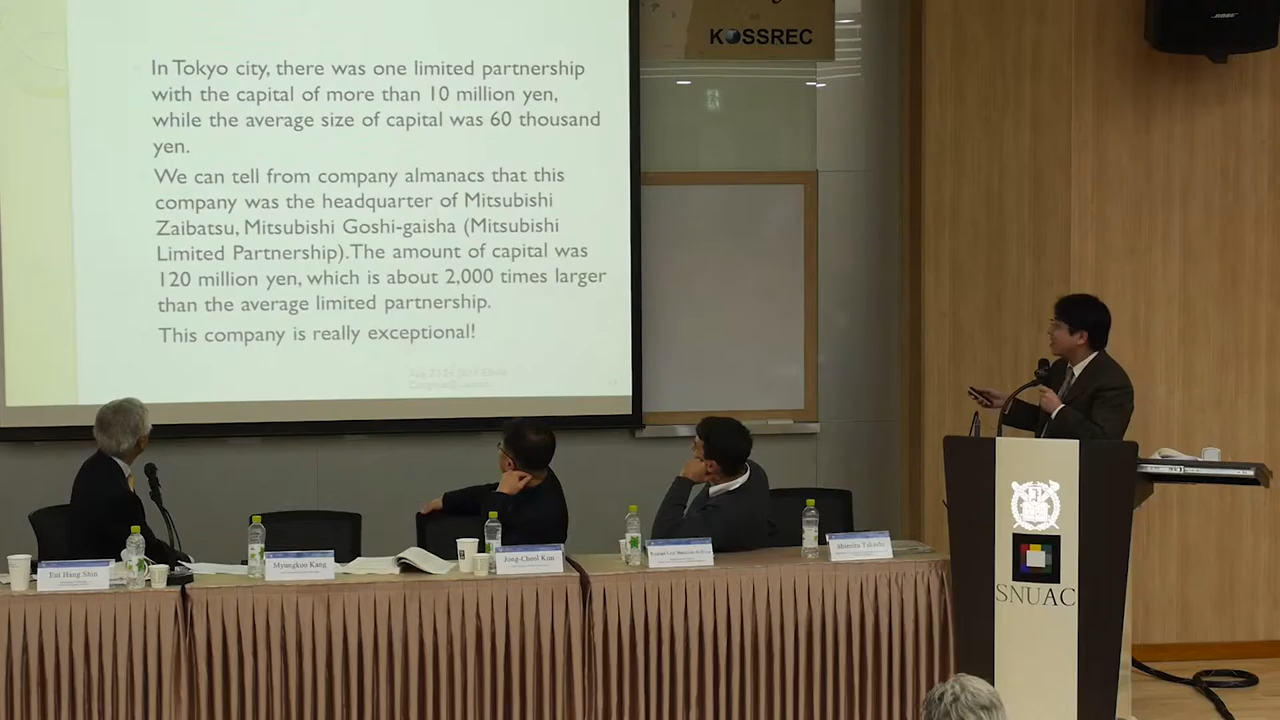 KOSSREC
BOSE
In Tokyo city, there was one limited partnership
with the capital of more than 10 million yen,
while the average size of capital was 60 thousand
yen.
We can tell from company almanacs that this
company was the headquarter of Mitsubishi
Zaibatsu, Mitsubishi Goshi-gaisha (Mitsubishi
Limited Partnership). The amount of capital was
120 million yen, which is about 2,000 times larger
than the average limited partnership.
This company is really exceptional!
Eui Hang Shin
Myungkoo Kang
Jong-Cheol Kim
SNUAC